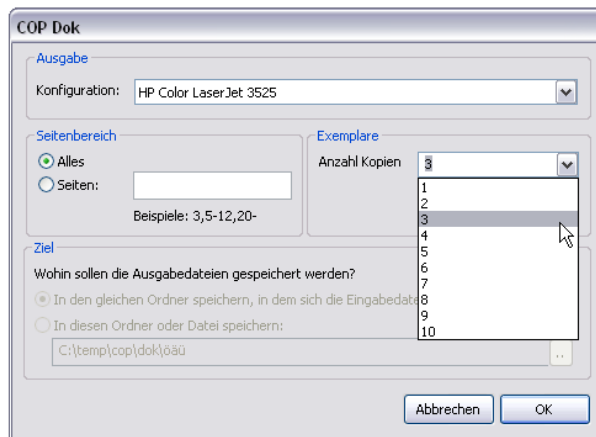 COP Dok
Ausgabe
Konfiguration: HP Color LaserJet 3525
Seitenbereich
Alles
Seiten:
Beispiele: 3,5-12,20-
Exemplare
Anzahl Kopien 3
1
2
3
4
5
6
7
8
9
10
Ziel
Wohin sollen die Ausgabedateien gespeichert werden?
In den gleichen Ordner speichern, in dem sich die Eingabedate
In diesen Ordner oder Datei speichern:
C:\temp\cop\dok\öäü
..
Abbrechen OK